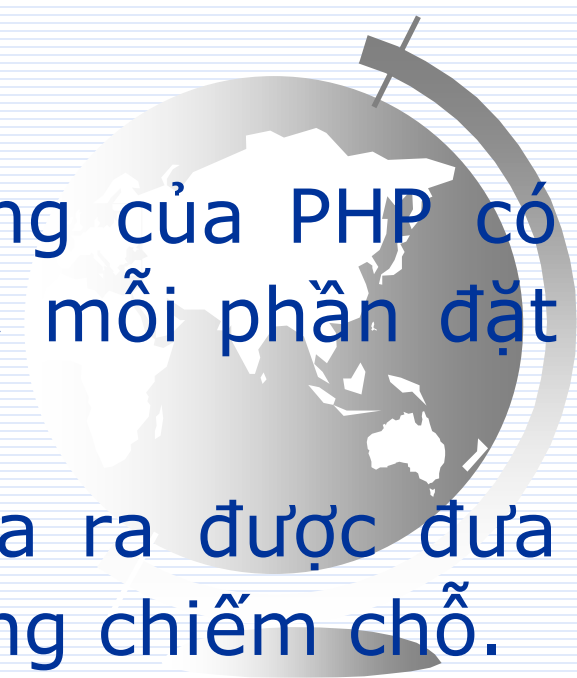 ng của PHP có
mỗi phần đặt
a ra được đưa
ng chiếm chỗ.